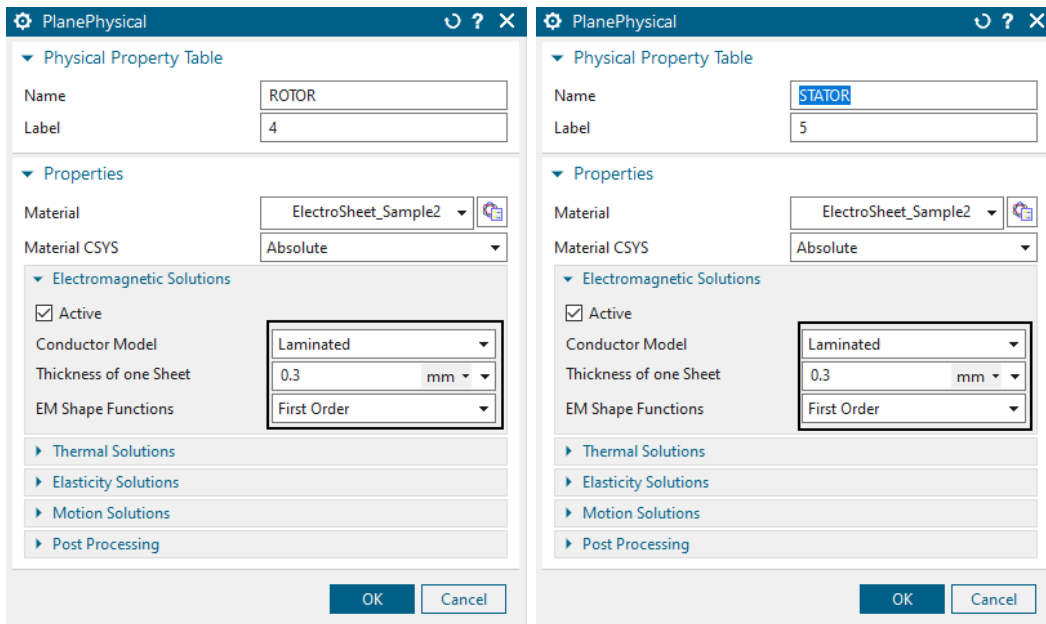 PlanePhysical
Physical Property Table
Name ROTOR
Label 4
Properties
Material ElectroSheet_Sample2
Material CSYS Absolute
Electromagnetic Solutions
Active
Conductor Model Laminated
Thickness of one Sheet 0.3 mm
EM Shape Functions First Order
Thermal Solutions
Elasticity Solutions
Motion Solutions
Post Processing
OK Cancel
PlanePhysical
Physical Property Table
Name STATOR
Label 5
Properties
Material ElectroSheet_Sample2
Material CSYS Absolute
Electromagnetic Solutions
Active
Conductor Model Laminated
Thickness of one Sheet 0.3 mm
EM Shape Functions First Order
Thermal Solutions
Elasticity Solutions
Motion Solutions
Post Processing
OK Cancel